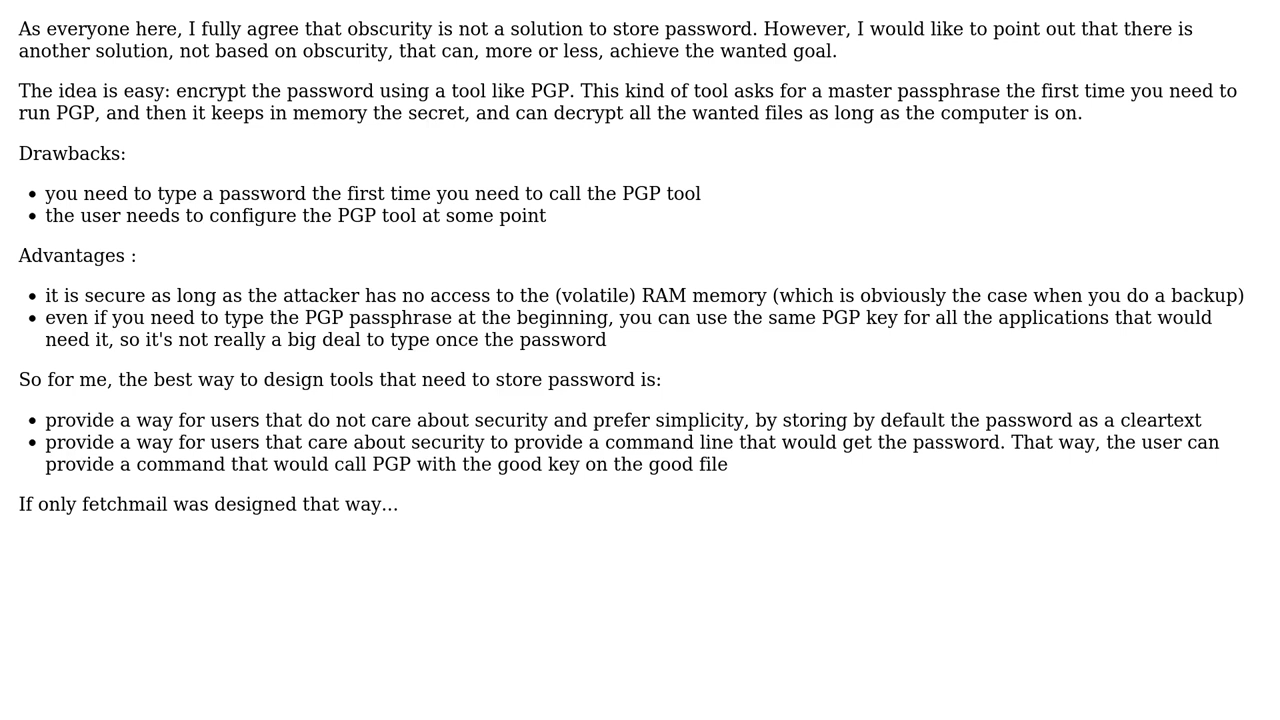 As everyone here, I fully agree that obscurity is not a solution to store password. However, I would like to point out that there is
another solution, not based on obscurity, that can, more or less, achieve the wanted goal.
The idea is easy: encrypt the password using a tool like PGP. This kind of tool asks for a master passphrase the first time you need to
run PGP, and then it keeps in memory the secret, and can decrypt all the wanted files as long as the computer is on.
Drawbacks:
• you need to type a password the first time you need to call the PGP tool
• the user needs to configure the PGP tool at some point
Advantages :
• it is secure as long as the attacker has no access to the (volatile) RAM memory (which is obviously the case when you do a backup)
• even if you need to type the PGP passphrase at the beginning, you can use the same PGP key for all the applications that would
need it, so it's not really a big deal to type once the password
So for me, the best way to design tools that need to store password is:
• provide a way for users that do not care about security and prefer simplicity, by storing by default the password as a cleartext
• provide a way for users that care about security to provide a command line that would get the password. That way, the user can
provide a command that would call PGP with the good key on the good file
If only fetchmail was designed that way...